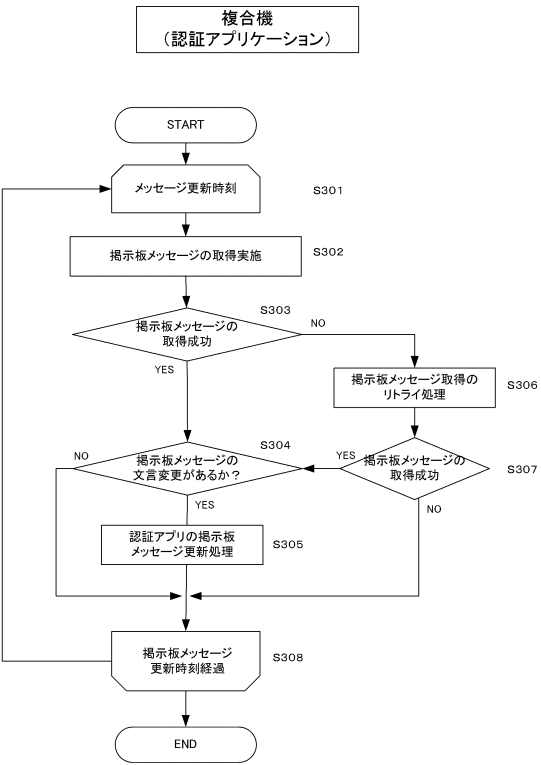 複合機
（認証アプリケーション）
START
メッセージ更新時刻
S301
掲示板メッセージの取得実施
S302
S303
掲示板メッセージの
取得成功
NO
YES
掲示板メッセージ取得の
リトライ処理
S306
S304
掲示板メッセージの
文言変更があるか？
NO
YES
YES
掲示板メッセージの
取得成功
S307
NO
認証アプリの掲示板
メッセージ更新処理
S305
掲示板メッセージ
更新時刻経過
S308
END